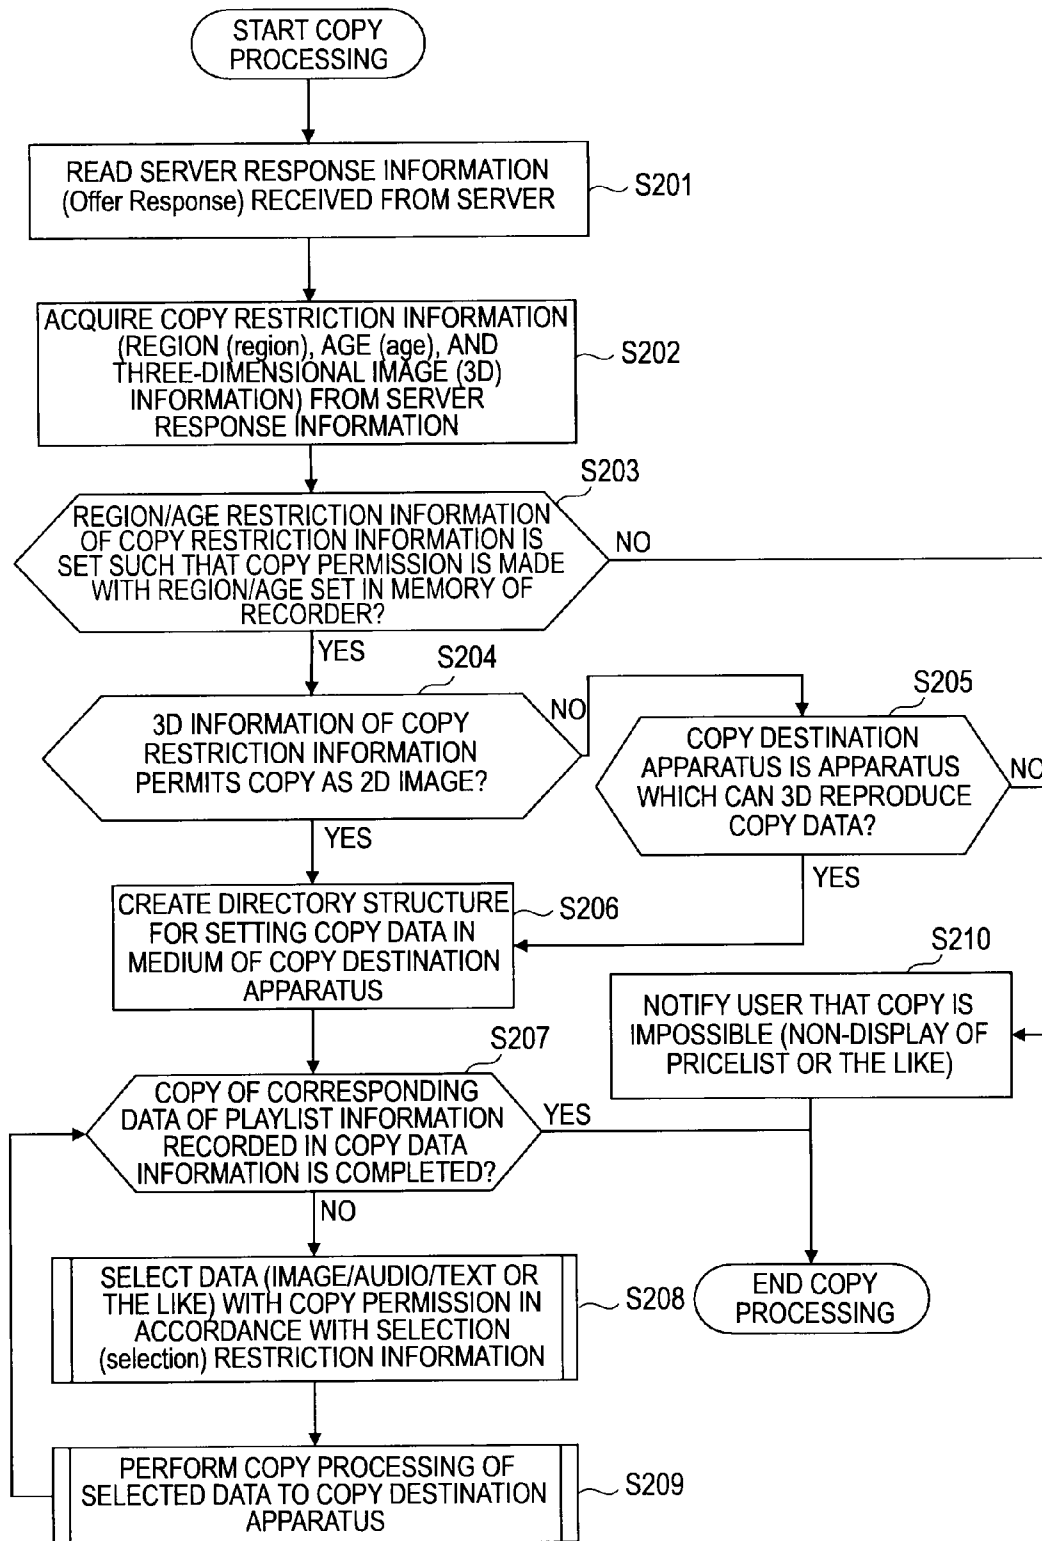 START COPY
PROCESSING
READ SERVER RESPONSE INFORMATION
(Offer Response) RECEIVED FROM SERVER
S201
ACQUIRE COPY RESTRICTION INFORMATION
(REGION (region), AGE (age), AND
THREE-DIMENSIONAL IMAGE (3D)
INFORMATION) FROM SERVER
RESPONSE INFORMATION
S202
S203
REGION/AGE RESTRICTION INFORMATION
OF COPY RESTRICTION INFORMATION IS
SET SUCH THAT COPY PERMISSION IS MADE
WITH REGION/AGE SET IN MEMORY OF
RECORDER?
NO
YES
S204
3D INFORMATION OF COPY
RESTRICTION INFORMATION
PERMITS COPY AS 2D IMAGE?
NO
YES
S205
COPY DESTINATION
APPARATUS IS APPARATUS
WHICH CAN 3D REPRODUCE
COPY DATA?
NO
YES
CREATE DIRECTORY STRUCTURE
FOR SETTING COPY DATA IN
MEDIUM OF COPY DESTINATION
APPARATUS
S206
S210
NOTIFY USER THAT COPY IS
IMPOSSIBLE (NON-DISPLAY OF
PRICELIST OR THE LIKE)
S207
COPY OF CORRESPONDING
DATA OF PLAYLIST INFORMATION
RECORDED IN COPY DATA
INFORMATION IS COMPLETED?
YES
NO
SELECT DATA (IMAGE/AUDIO/TEXT OR
THE LIKE) WITH COPY PERMISSION IN
ACCORDANCE WITH SELECTION
(selection) RESTRICTION INFORMATION
S208
END COPY
PROCESSING
PERFORM COPY PROCESSING OF
SELECTED DATA TO COPY DESTINATION
APPARATUS
S209